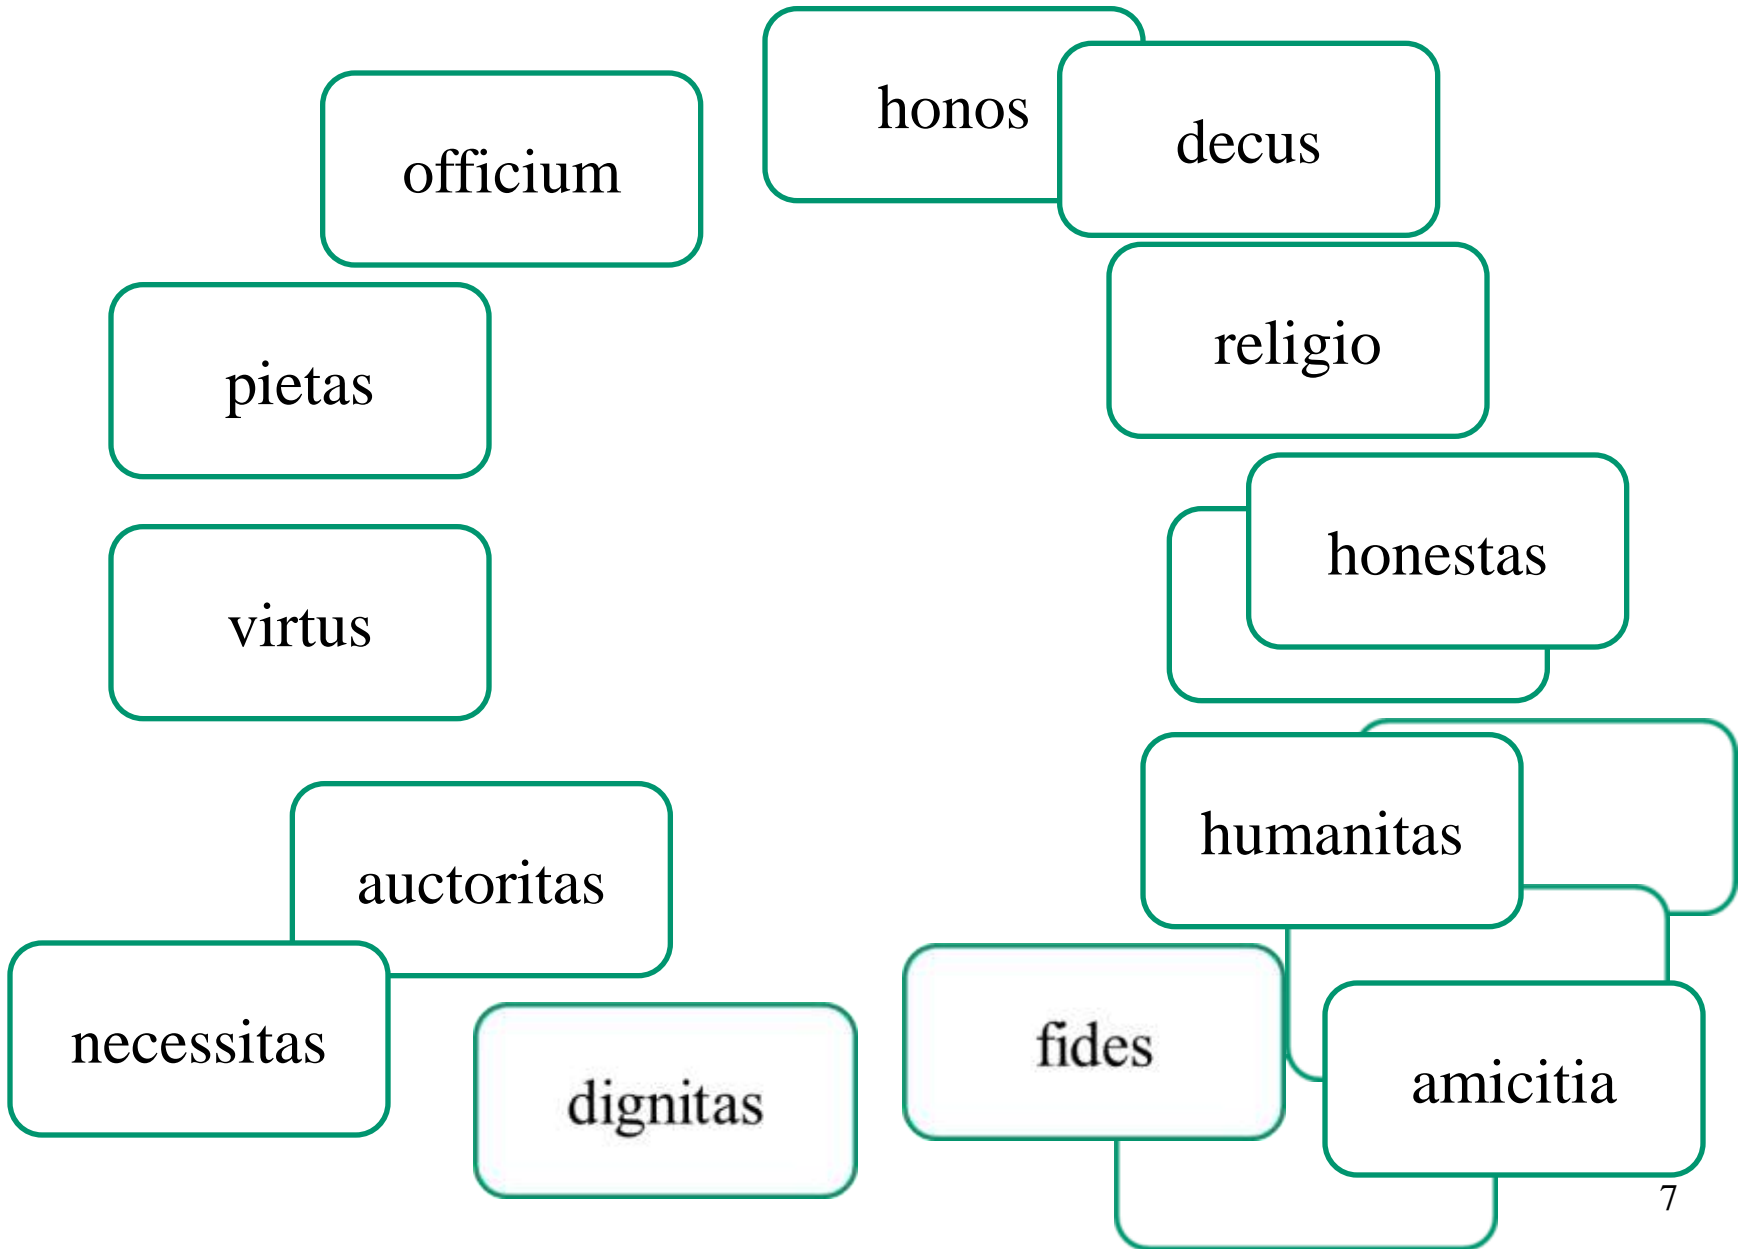 honos
decus
officium
religio
pietas
honestas
virtus
humanitas
auctoritas
necessitas
fides
amicitia
dignitas
7